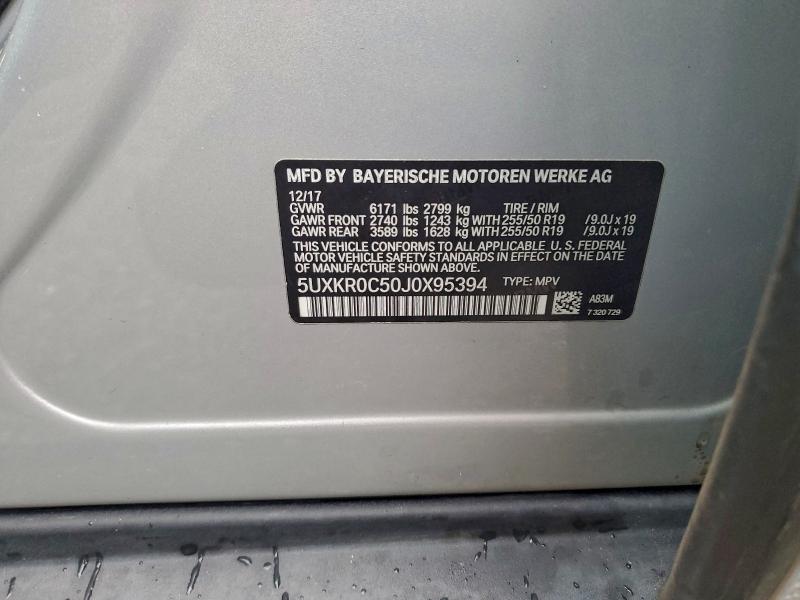 MFD BY BAYERISCHE MOTOREN WERKE AG
12/17
GVWR 6171 lbs 2799 kg TIRE / RIM
GAWR FRONT 2740 lbs 1243 kg WITH 255/50 R19 /9.0J x 19
GAWR REAR 3589 lbs 1628 kg WITH 255/50 R19 /9.0J x 19
THIS VEHICLE CONFORMS TO ALL APPLICABLE U. S. FEDERAL
MOTOR VEHICLE SAFETY STANDARDS IN EFFECT ON THE DATE
OF MANUFACTURE SHOWN ABOVE.
5UXKR0C50J0X95394 TYPE: MPV
A83M
7 320 729